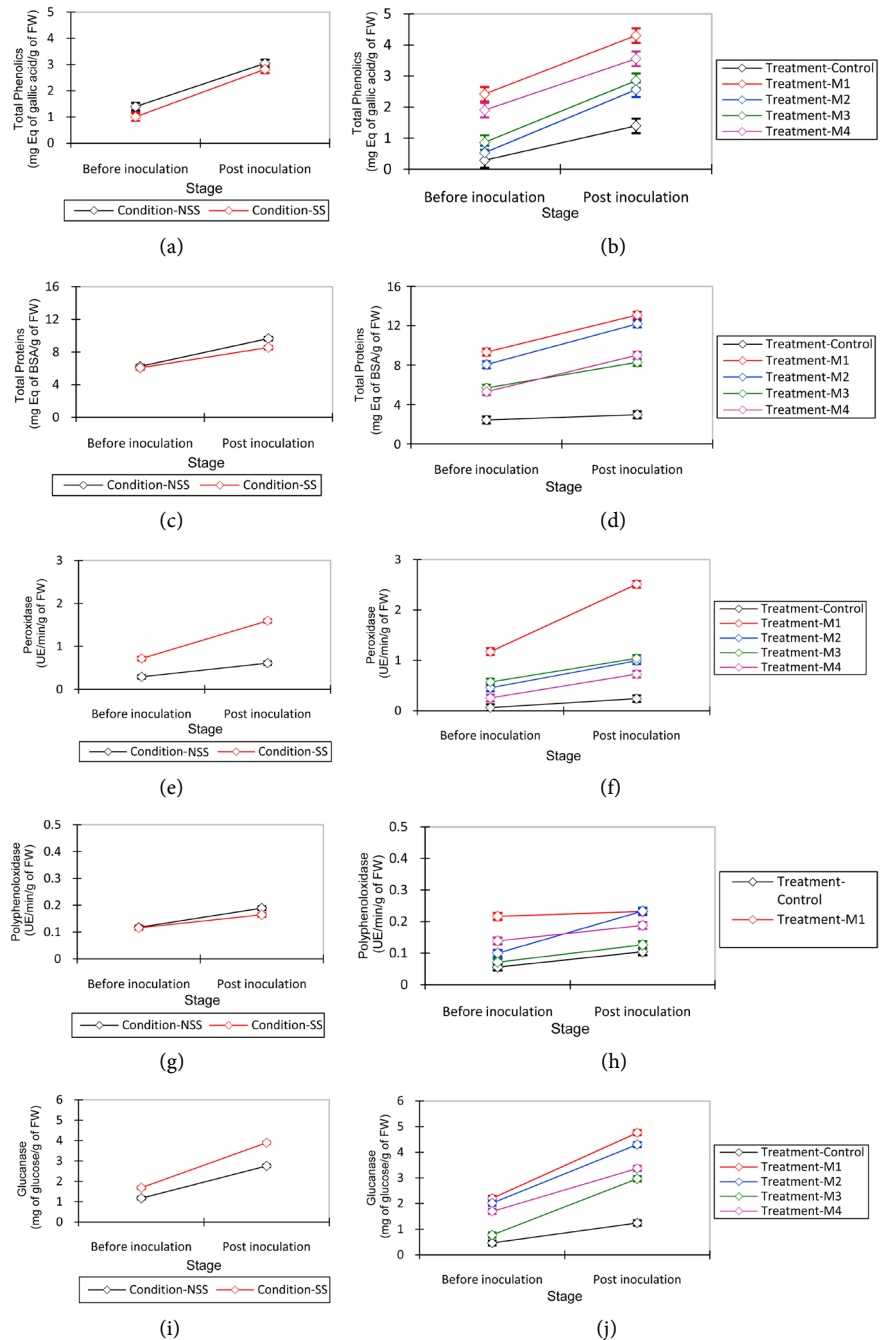 Total Phenolics
(mg Eq of gallic acid/g of FW)
5
4
3
2
1
0
Before inoculation Post inoculation
Stage
Condition-NSS Condition-SS
(a)
Total Phenolics
(mg Eq of gallic acid/g of FW)
5
4
3
2
1
0
Before inoculation Post inoculation
Stage
Treatment-Control
Treatment-M1
Treatment-M2
Treatment-M3
Treatment-M4
(b)
Total Proteins
(mg Eq of BSA/g of FW)
16
12
8
4
0
Before inoculation Post inoculation
Stage
Condition-NSS Condition-SS
(c)
Total Proteins
(mg Eq of BSA/g of FW)
16
12
8
4
0
Before inoculation Post inoculation
Stage
Treatment-Control
Treatment-M1
Treatment-M2
Treatment-M3
Treatment-M4
(d)
Peroxidase
(UE/min/g of FW)
3
2
1
0
Before inoculation Post inoculation
Stage
Condition-NSS Condition-SS
(e)
Peroxidase
(UE/min/g of FW)
3
2
1
0
Before inoculation Post inoculation
Stage
Treatment-Control
Treatment-M1
Treatment-M2
Treatment-M3
Treatment-M4
(f)
Polyphenoloxidase
(UE/min/g of FW)
0.5
0.4
0.3
0.2
0.1
0
Before inoculation Post inoculation
Stage
Condition-NSS Condition-SS
(g)
Polyphenoloxidase
(UE/min/g of FW)
0.5
0.4
0.3
0.2
0.1
0
Before inoculation Post inoculation
Stage
Treatment-
Control
Treatment-M1
(h)
Glucanase
(mg of glucose/g of FW)
6
5
4
3
2
1
0
Before inoculation Post inoculation
Stage
Condition-NSS Condition-SS
(i)
Glucanase
(mg of glucose/g of FW)
6
5
4
3
2
1
0
Before inoculation Post inoculation
Stage
Treatment-Control
Treatment-M1
Treatment-M2
Treatment-M3
Treatment-M4
(j)